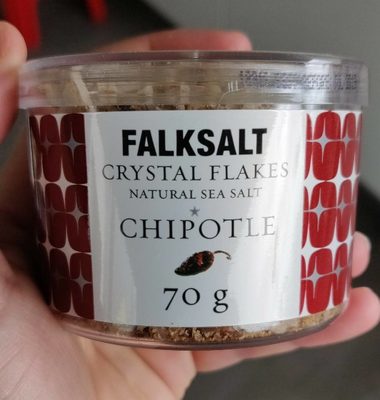 FALKSALT
CRYSTAL FLAKES
NATURAL SEA SALT
CHIPOTLE
70 g